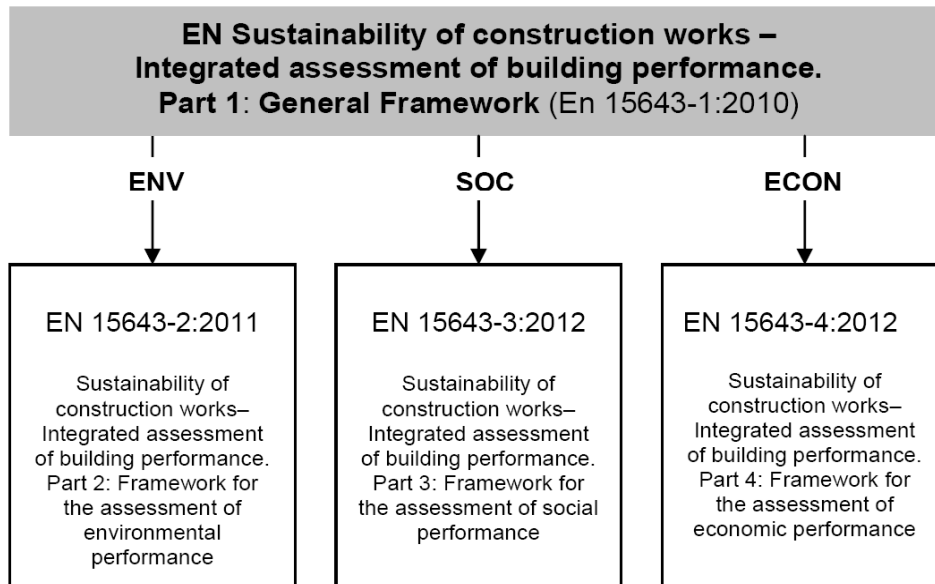 EN Sustainability of construction works –
Integrated assessment of building performance.
Part 1: General Framework (En 15643-1:2010)
ENV
SOC
ECON
EN 15643-2:2011
Sustainability of
construction works–
Integrated assessment
of building performance.
Part 2: Framework for
the assessment of
environmental
performance
EN 15643-3:2012
Sustainability of
construction works–
Integrated assessment
of building performance.
Part 3: Framework for
the assessment of social
performance
EN 15643-4:2012
Sustainability of
construction works–
Integrated assessment
of building performance.
Part 4: Framework for
the assessment of
economic performance